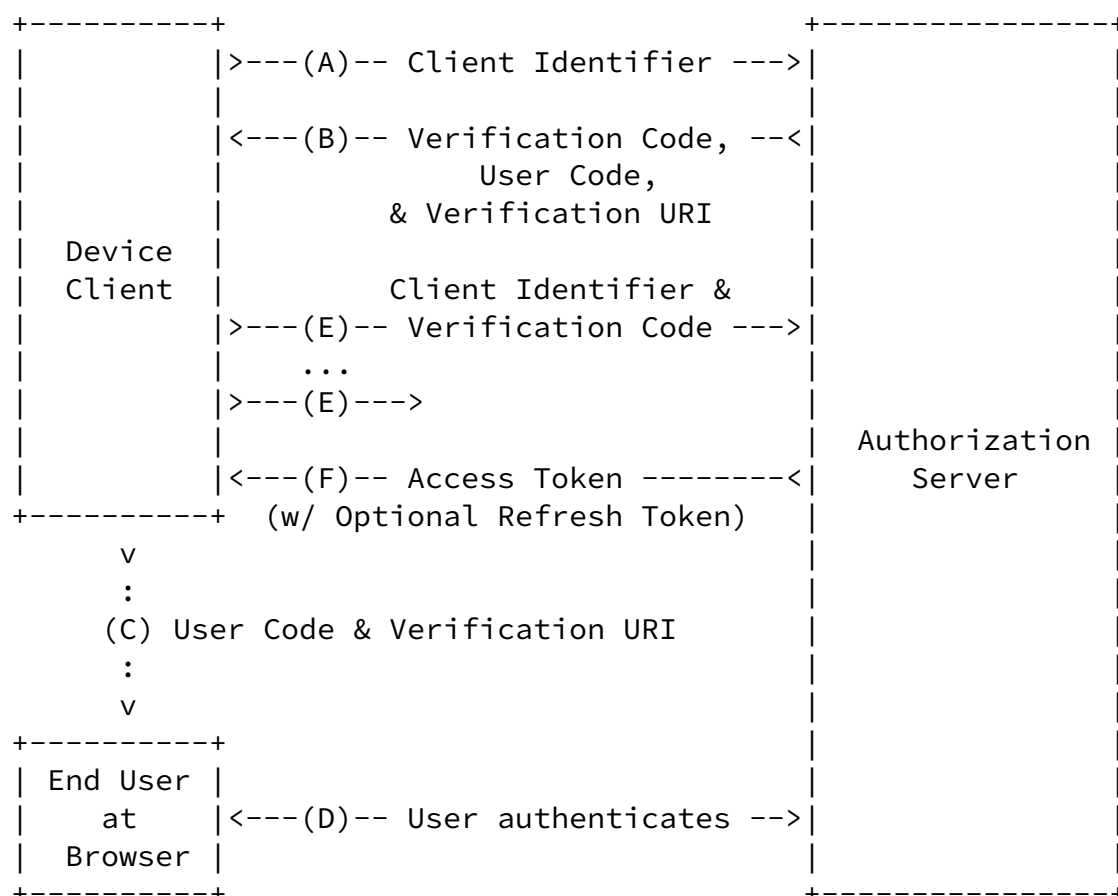 >---(A)-- Client Identifier --->
<---(B)-- Verification Code, --<
User Code,
& Verification URI
Device
Client Client Identifier &
>---(E)-- Verification Code --->
...
>---(E)--->
Authorization
<---(F)-- Access Token --------< Server
(w/ Optional Refresh Token)
v
:
(C) User Code & Verification URI
:
v
End User
at <---(D)-- User authenticates -->
Browser